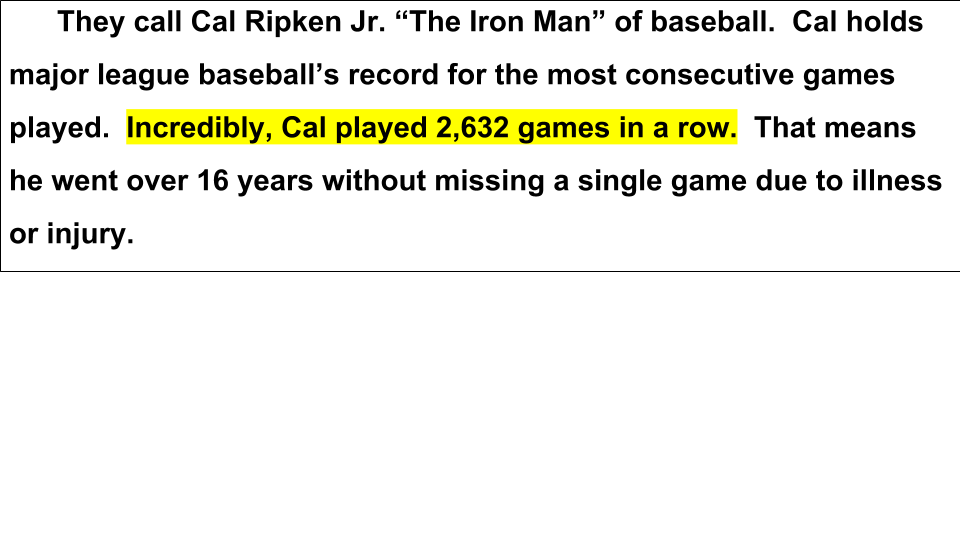 They call Cal Ripken Jr. “The Iron Man” of baseball.  Cal holds
major league baseball’s record for the most consecutive games
played.  Incredibly, Cal played 2,632 games in a row.  That means
he went over 16 years without missing a single game due to illness
or injury.